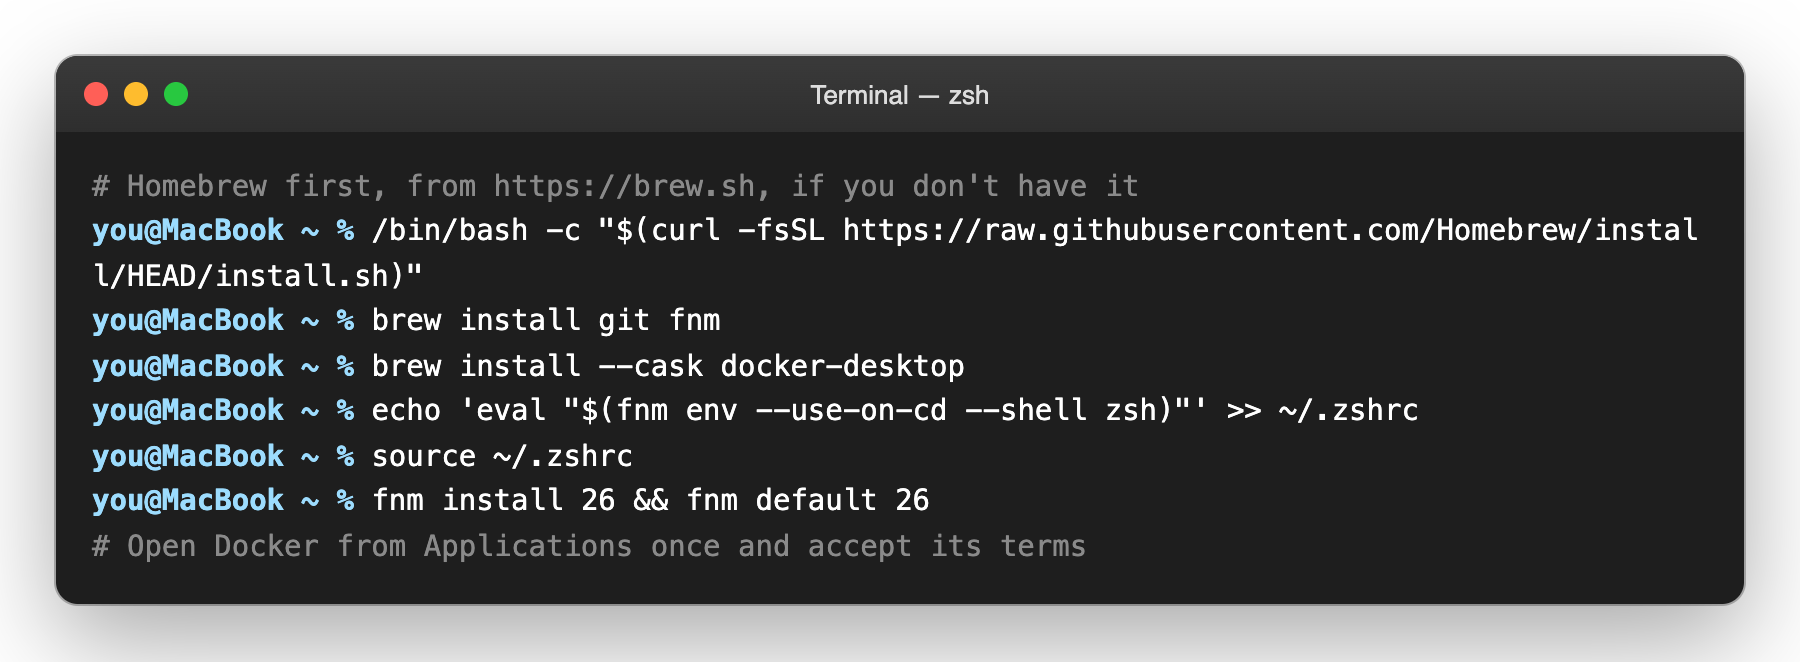 Terminal — zsh
# Homebrew first, from https://brew.sh, if you don't have it
you@MacBook ~ % /bin/bash -c "$(curl -fsSL https://raw.githubusercontent.com/Homebrew/instal
l/HEAD/install.sh)"
you@MacBook ~ % brew install git fnm
you@MacBook ~ % brew install --cask docker-desktop
you@MacBook ~ % echo 'eval "$(fnm env --use-on-cd --shell zsh)"' >> ~/.zshrc
you@MacBook ~ % source ~/.zshrc
you@MacBook ~ % fnm install 26 && fnm default 26
# Open Docker from Applications once and accept its terms